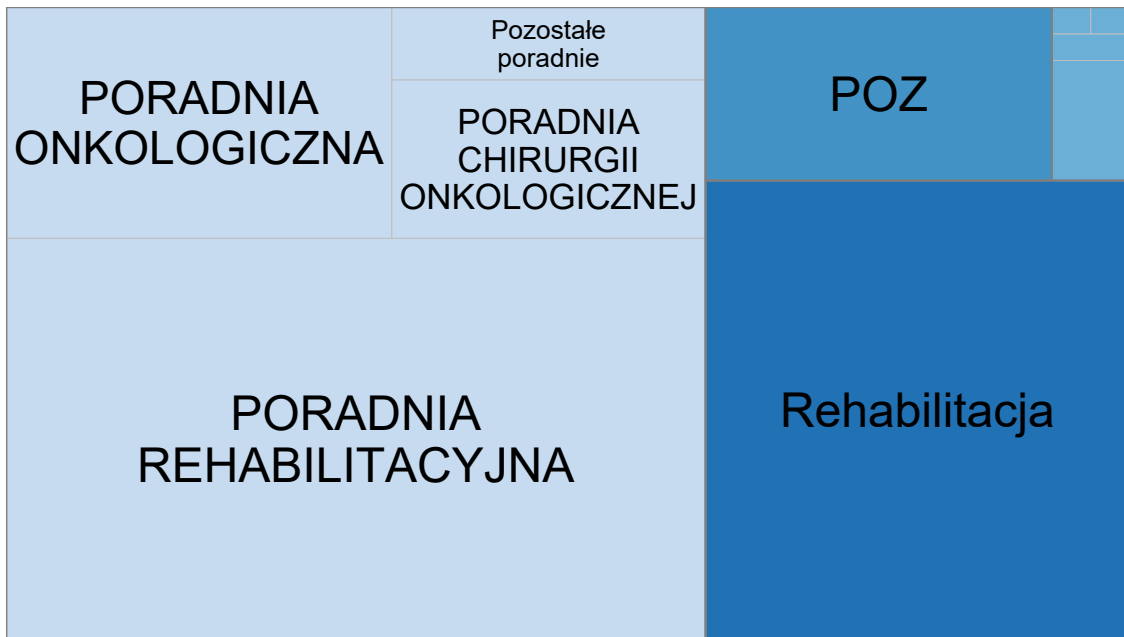 PORADNIA
ONKOLOGICZNA
Pozostałe
poradnie
PORADNIA
CHIRURGII
ONKOLOGICZNEJ
POZ
PORADNIA
REHABILITACYJNA
Rehabilitacja